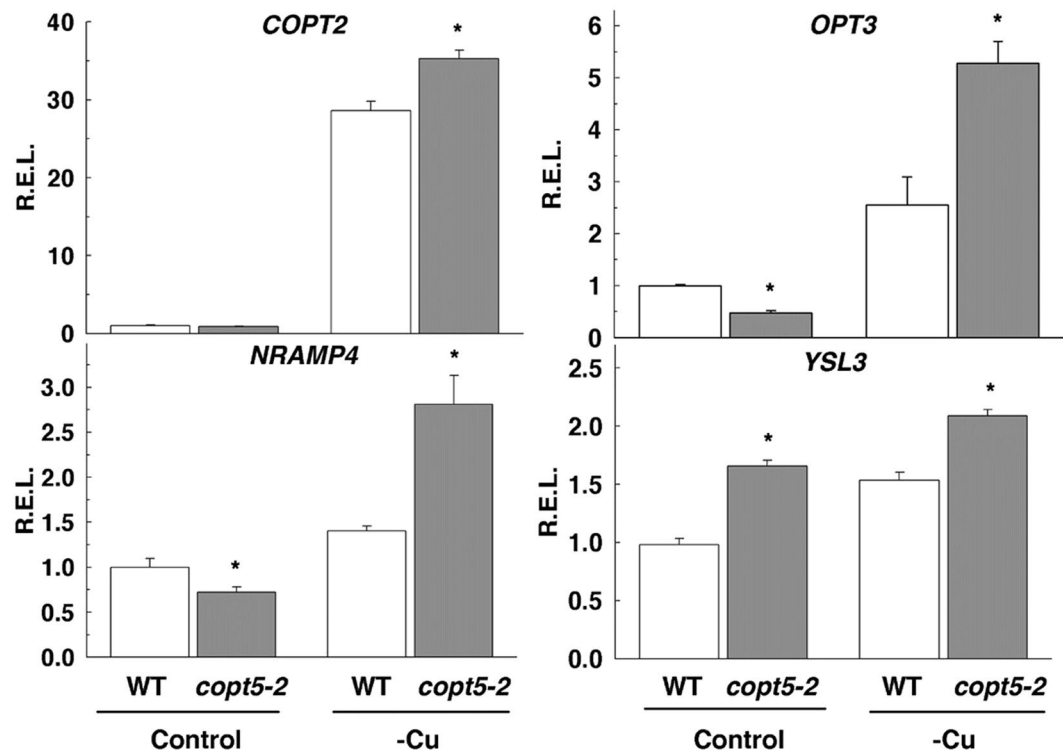 COPT2
R.E.L.
40
30
20
10
0
*
OPT3
R.E.L.
6
5
4
3
2
1
0
*
*
NRAMP4
R.E.L.
3.0
2.5
2.0
1.5
1.0
0.5
0.0
*
*
YSL3
R.E.L.
2.5
2.0
1.5
1.0
0.5
0.0
*
*
WT copt5-2 WT copt5-2
Control -Cu
WT copt5-2 WT copt5-2
Control -Cu